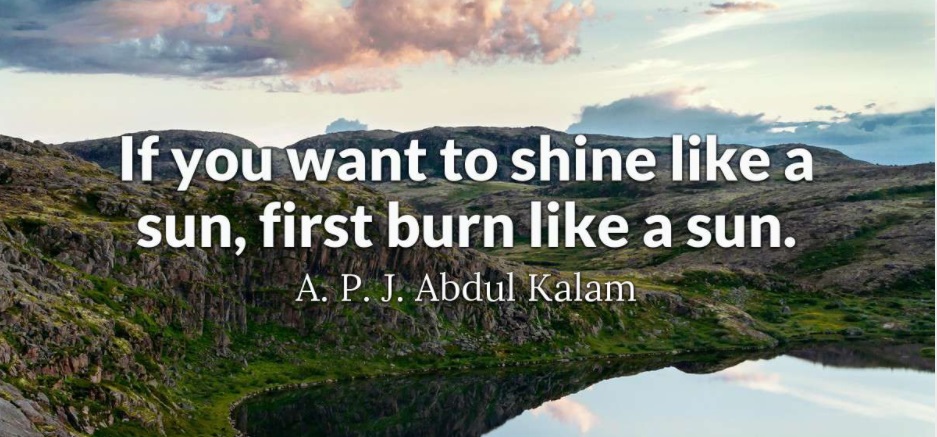 If you want to shine like a
sun, first burn like a sun.
A. P. J. Abdul Kalam